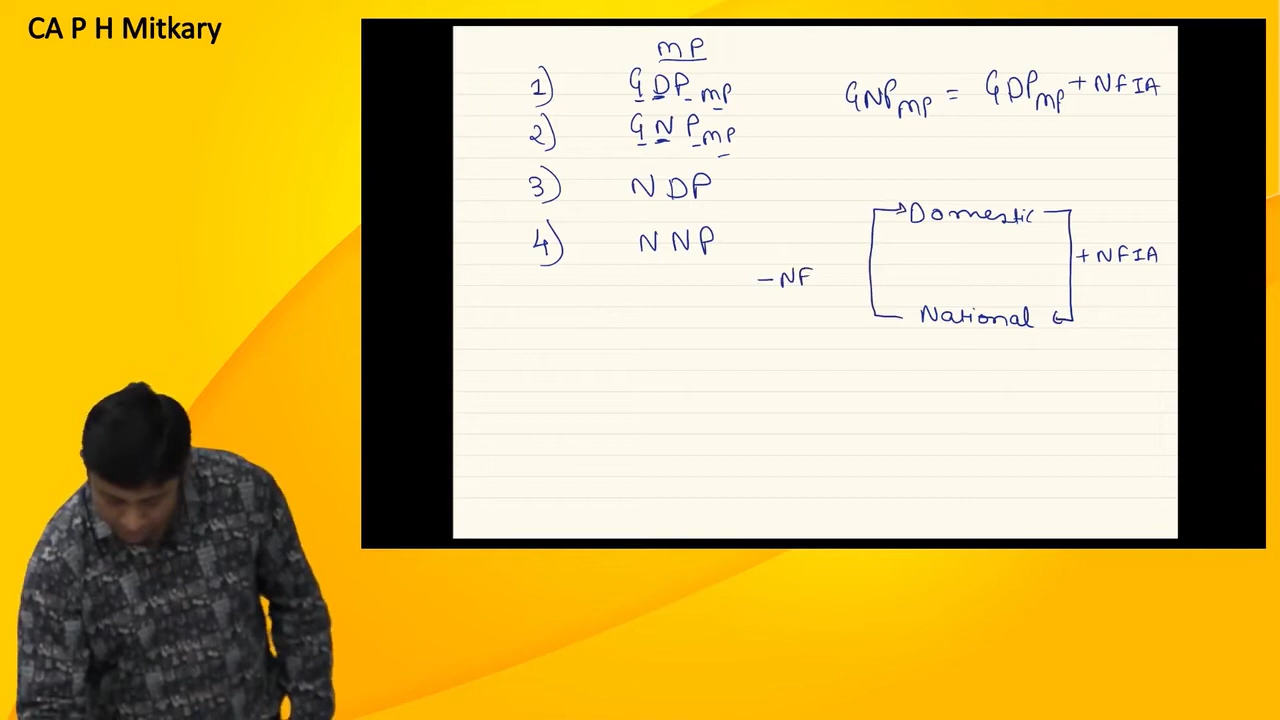 CA P H Mitkary
MP
1) GDP MP
2) GNP MP
3) NDP
4) NNP
GNP MP = GDP MP + NFIA
Domestic
+ NFIA
- NF
National